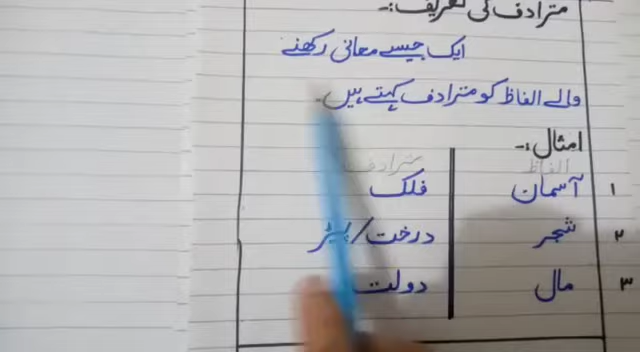 مترادف کی تعریف:۔
ایک جیسے معانی رکھنے
والے الفاظ کو مترادف کہتے ہیں۔
امثال:۔
الفاظ مترادف
۱ آسمان فلک
۲ شجر درخت/پیڑ
۳ مال دولت